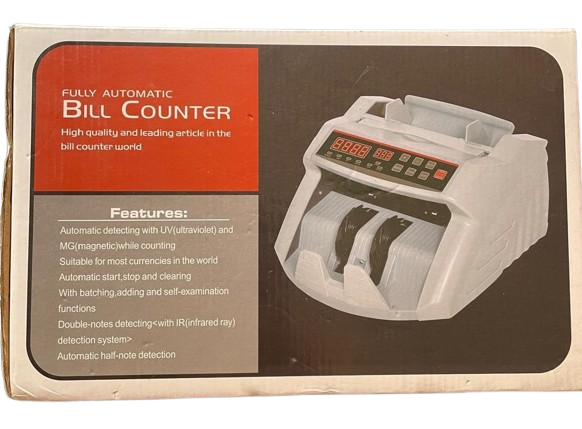 FULLY AUTOMATIC
BILL COUNTER
High quality and leading article in the
bill counter world
Features:
Automatic detecting with UV(ultraviolet) and
MG(magnetic)while counting
Suitable for most currencies in the world
Automatic start,stop and clearing
With batching,adding and self-examination
functions
Double-notes detecting<with IR(infrared ray)
detection system>
Automatic half-note detection